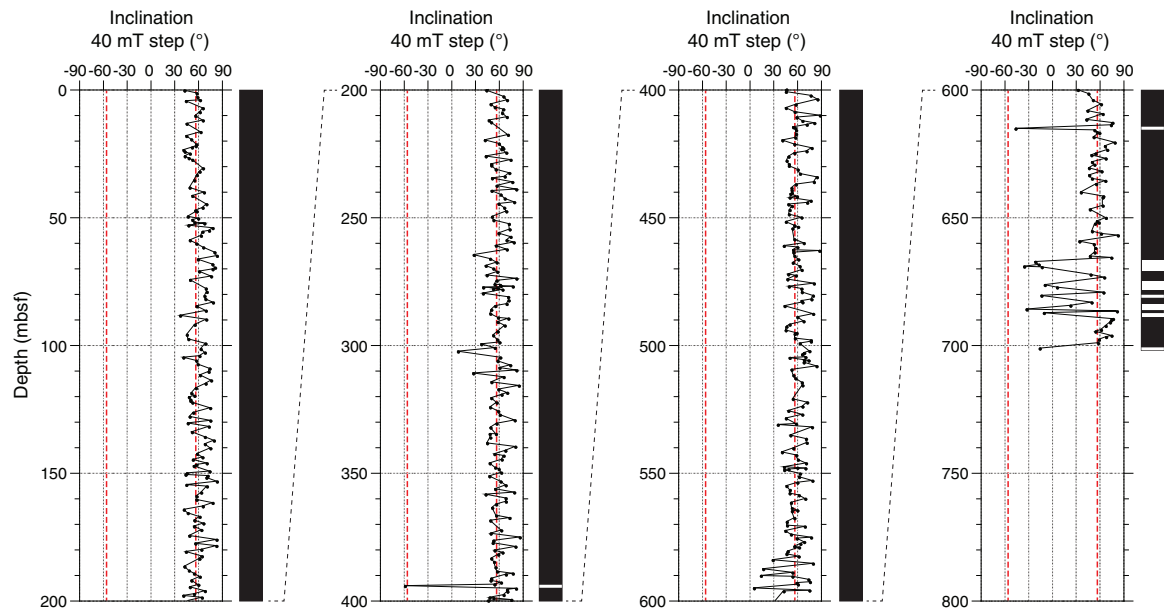 Inclination Inclination Inclination Inclination
40 mT step (°) 40 mT step (°) 40 mT step (°) 40 mT step (°)
-90 -60 -30 0 30 60 90 -90 -60 -30 0 30 60 90 -90 -60 -30 0 30 60 90 -90 -60 -30 0 30 60 90
0 200 400 600
50 250 450 650
Depth (mbsf)
100 300 500 700
150 350 550 750
200 400 600 800